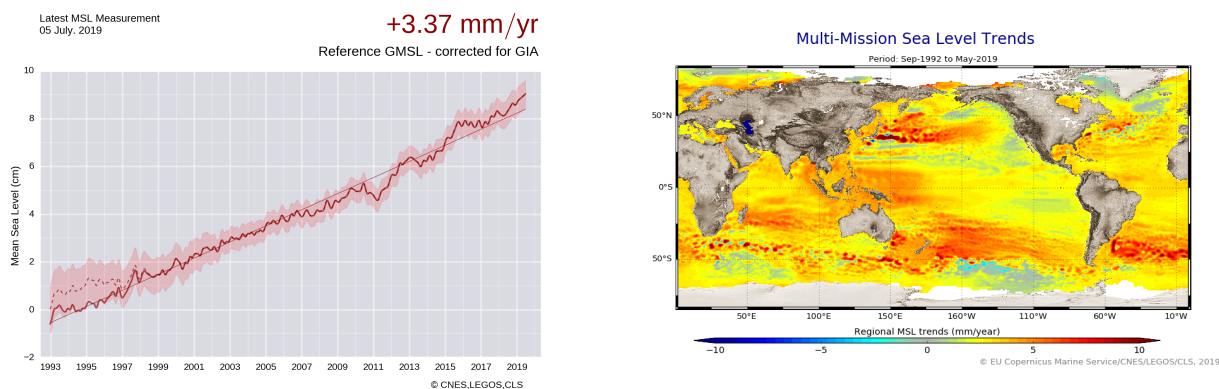 Latest MSL Measurement
05 July. 2019
+3.37 mm/yr
Reference GMSL - corrected for GIA
Mean Sea Level (cm)
10
8
6
4
2
0
−2
1993 1995 1997 1999 2001 2003 2005 2007 2009 2011 2013 2015 2017 2019
© CNES,LEGOS,CLS
Multi-Mission Sea Level Trends
Period: Sep-1992 to May-2019
50°N
0°S
50°S
50°E 100°E 150°E 160°W 110°W 60°W 10°W
Regional MSL trends (mm/year)
−10 −5 0 5 10
© EU Copernicus Marine Service/CNES/LEGOS/CLS, 2019